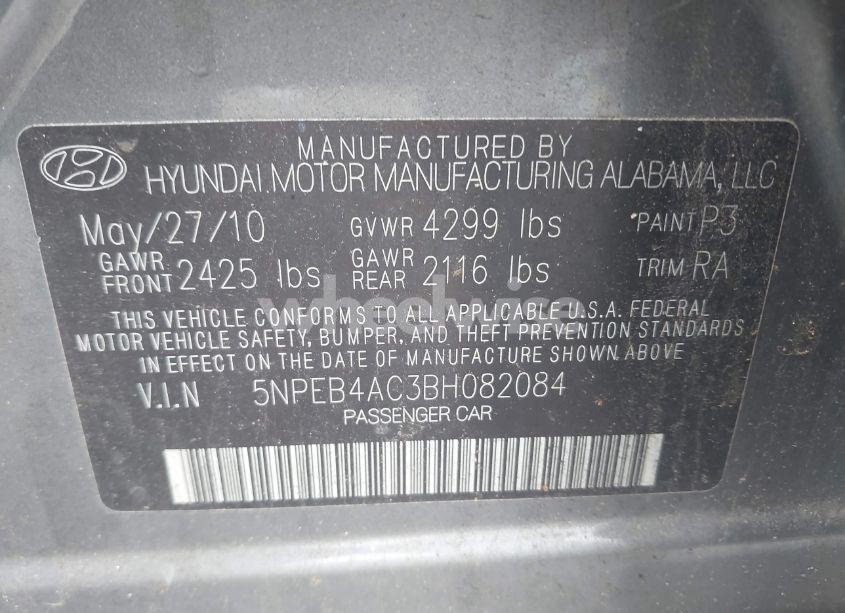 MANUFACTURED BY
HYUNDAI MOTOR MANUFACTURING ALABAMA, LLC
May/27/10 GVWR 4299 lbs PAINT P3
GAWR FRONT 2425 lbs GAWR REAR 2116 lbs TRIM RA
wheelwise
THIS VEHICLE CONFORMS TO ALL APPLICABLE U.S.A. FEDERAL
MOTOR VEHICLE SAFETY, BUMPER, AND THEFT PREVENTION STANDARDS
IN EFFECT ON THE DATE OF MANUFACTURE SHOWN ABOVE
V.I.N 5NPEB4AC3BH082084
PASSENGER CAR